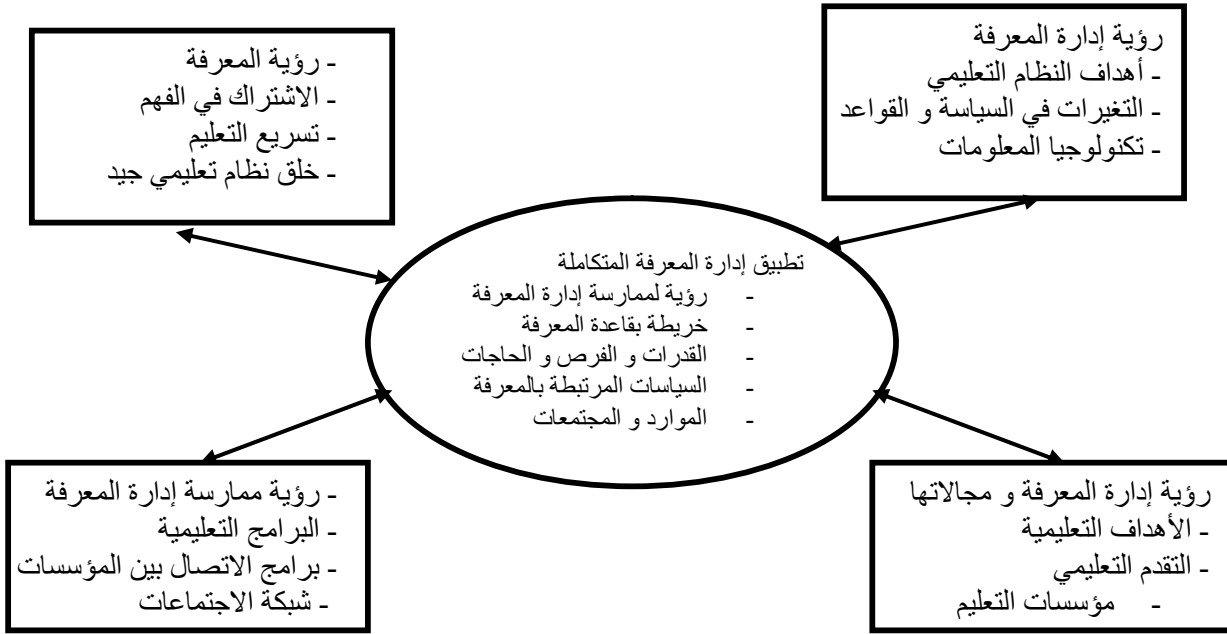 رؤية إدارة المعرفة
- أهداف النظام التعليمي
- التغيرات في السياسة و القواعد
- تكنولوجيا المعلومات
- رؤية المعرفة
- الاشتراك في الفهم
- تسريع التعليم
- خلق نظام تعليمي جيد
تطبيق إدارة المعرفة المتكاملة
- رؤية لممارسة إدارة المعرفة
- خريطة بقاعدة المعرفة
- القدرات و الفرص و الحاجات
- السياسات المرتبطة بالمعرفة
- الموارد و المجتمعات
رؤية إدارة المعرفة و مجالاتها
- الأهداف التعليمية
- التقدم التعليمي
- مؤسسات التعليم
- رؤية ممارسة إدارة المعرفة
- البرامج التعليمية
- برامج الاتصال بين المؤسسات
- شبكة الاجتماعات